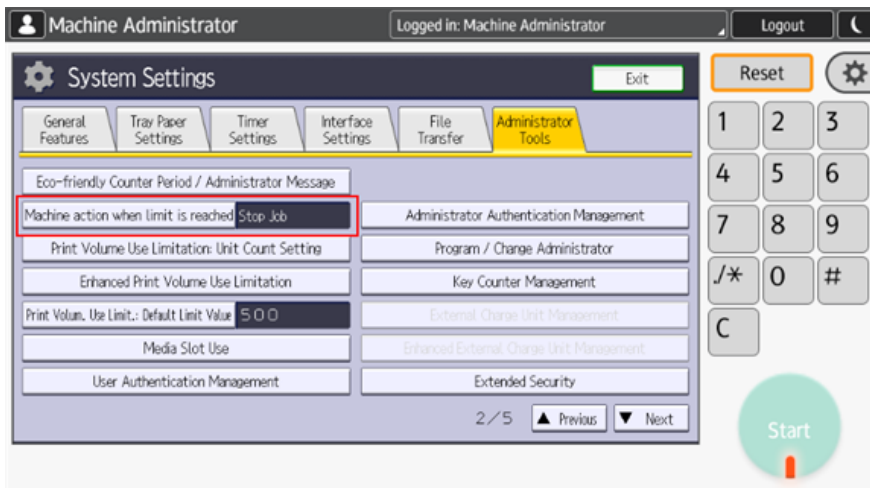 Machine Administrator
Logged in: Machine Administrator
Logout
System Settings
Exit
Reset
General Features
Tray Paper Settings
Timer Settings
Interface Settings
File Transfer
Administrator Tools
Eco-friendly Counter Period / Administrator Message
Machine action when limit is reached Stop Job
Administrator Authentication Management
Print Volume Use Limitation: Unit Count Setting
Program / Change Administrator
Enhanced Print Volume Use Limitation
Key Counter Management
Print Volum. Use Limit.: Default Limit Value 500
External Charge Unit Management
Media Slot Use
Enhanced External Charge Unit Management
User Authentication Management
Extended Security
2/5
▲ Previous
▼ Next
1 2 3
4 5 6
7 8 9
./* 0 #
C
Start